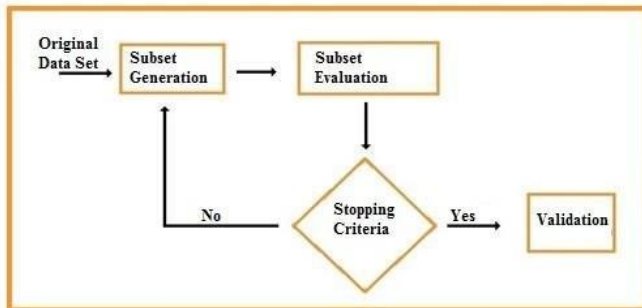 Original
Data Set
Subset
Generation
Subset
Evaluation
Stopping
Criteria
No
Yes
Validation